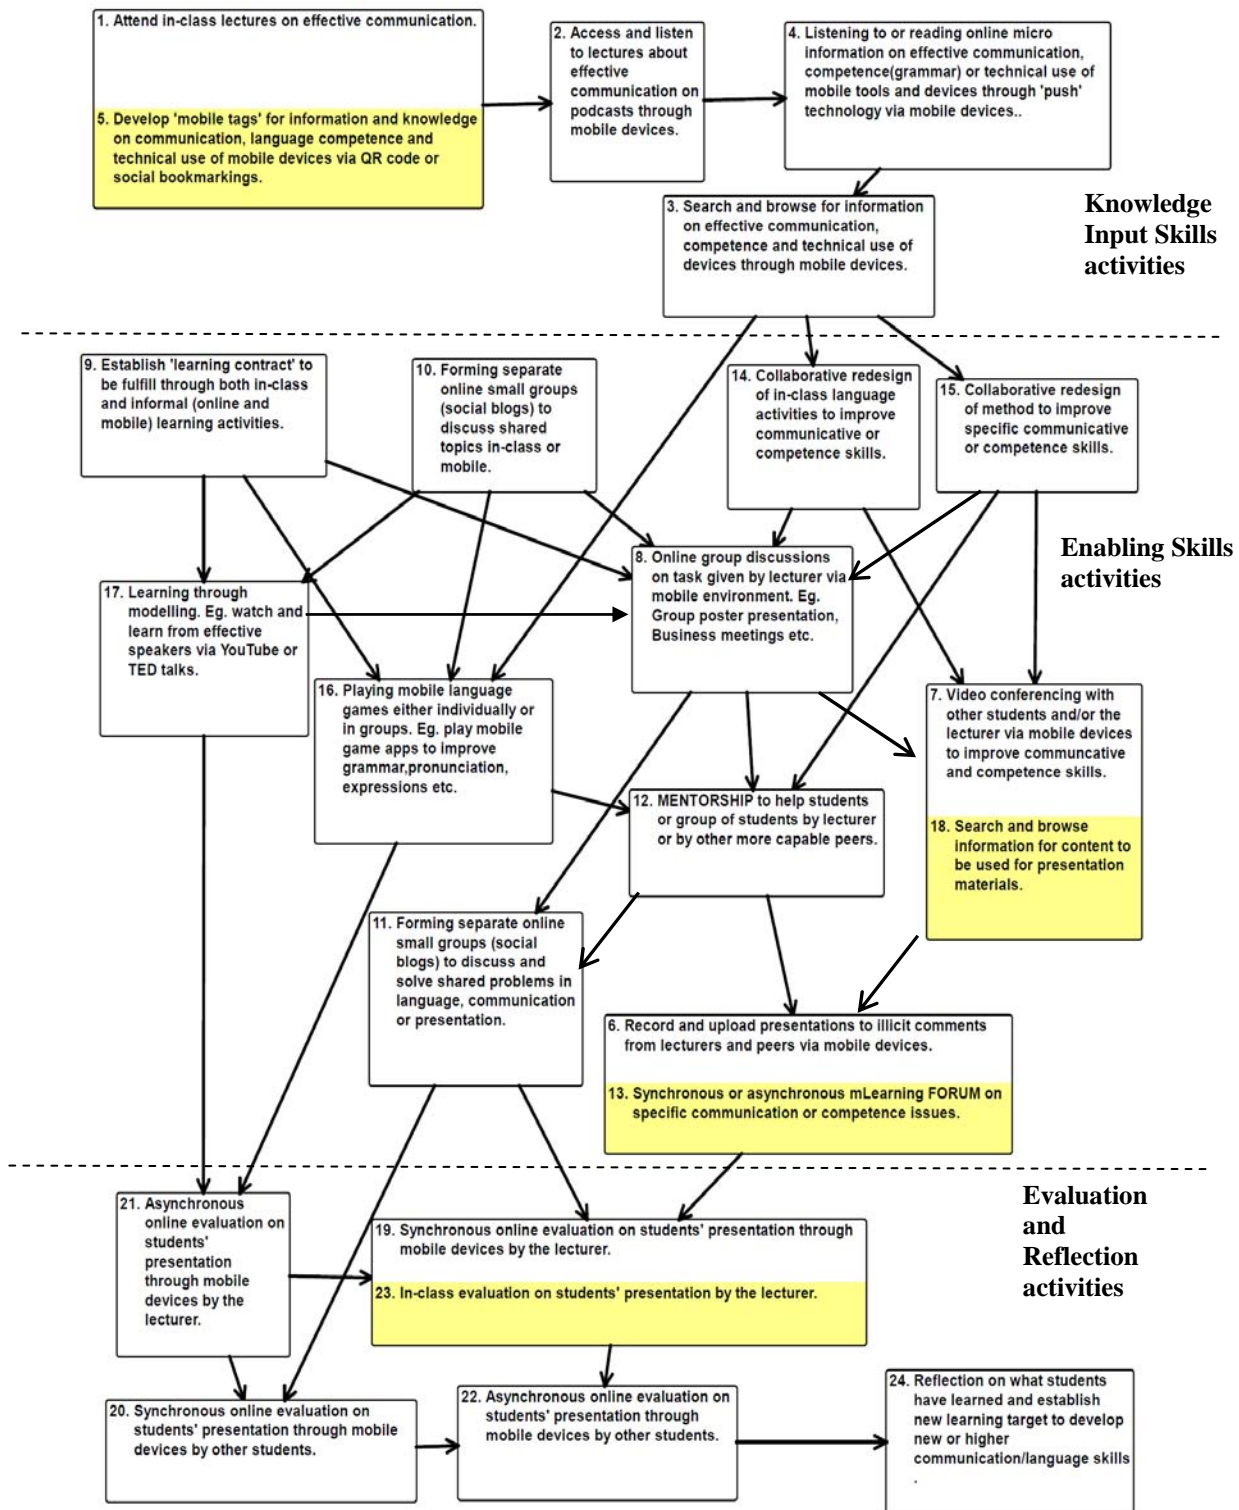 1. Attend in-class lectures on effective communication.
5. Develop 'mobile tags' for information and knowledge
on communication, language competence and
technical use of mobile devices via QR code or
social bookmarkings.
2. Access and listen
to lectures about
effective
communication on
podcasts through
mobile devices.
4. Listening to or reading online micro
information on effective communication,
competence(grammar) or technical use of
mobile tools and devices through 'push'
technology via mobile devices..
3. Search and browse for information
on effective communication,
competence and technical use of
devices through mobile devices.
Knowledge
Input Skills
activities
9. Establish 'learning contract' to
be fulfill through both in-class
and informal (online and
mobile) learning activities.
10. Forming separate
online small groups
(social blogs) to
discuss shared
topics in-class or
mobile.
14. Collaborative redesign
of in-class language
activities to improve
communicative or
competence skills.
15. Collaborative redesign
of method to improve
specific communicative
or competence skills.
Enabling Skills
activities
8. Online group discussions
on task given by lecturer via
mobile environment. Eg.
Group poster presentation,
Business meetings etc.
17. Learning through
modelling. Eg. watch and
learn from effective
speakers via YouTube or
TED talks.
16. Playing mobile language
games either individually or
in groups. Eg. play mobile
game apps to improve
grammar,pronunciation,
expressions etc.
7. Video conferencing with
other students and/or the
lecturer via mobile devices
to improve communcative
and competence skills.
18. Search and browse
information for content to
be used for presentation
materials.
12. MENTORSHIP to help students
or group of students by lecturer
or by other more capable peers.
11. Forming separate online
small groups (social
blogs) to discuss and
solve shared problems in
language, communication
or presentation.
6. Record and upload presentations to illicit comments
from lecturers and peers via mobile devices.
13. Synchronous or asynchronous mLearning FORUM on
specific communication or competence issues.
Evaluation
and
Reflection
activities
21. Asynchronous
online evaluation on
students'
presentation
through mobile
devices by the
lecturer.
19. Synchronous online evaluation on students' presentation through
mobile devices by the lecturer.
23. In-class evaluation on students' presentation by the lecturer.
20. Synchronous online evaluation on
students' presentation through mobile
devices by other students.
22. Asynchronous online evaluation on
students' presentation through
mobile devices by other students.
24. Reflection on what students
have learned and establish
new learning target to develop
new or higher
communication/language skills
.